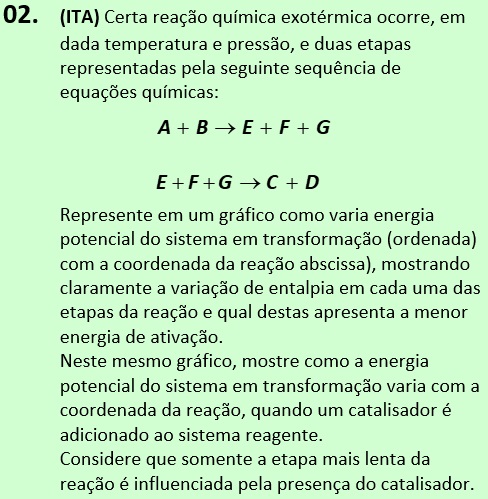 02. (ITA) Certa reação química exotérmica ocorre, em
dada temperatura e pressão, e duas etapas
representadas pela seguinte sequência de
equações químicas:
A + B → E + F + G
E + F + G → C + D
Represente em um gráfico como varia energia
potencial do sistema em transformação (ordenada)
com a coordenada da reação abscissa), mostrando
claramente a variação de entalpia em cada uma das
etapas da reação e qual destas apresenta a menor
energia de ativação.
Neste mesmo gráfico, mostre como a energia
potencial do sistema em transformação varia com a
coordenada da reação, quando um catalisador é
adicionado ao sistema reagente.
Considere que somente a etapa mais lenta da
reação é influenciada pela presença do catalisador.